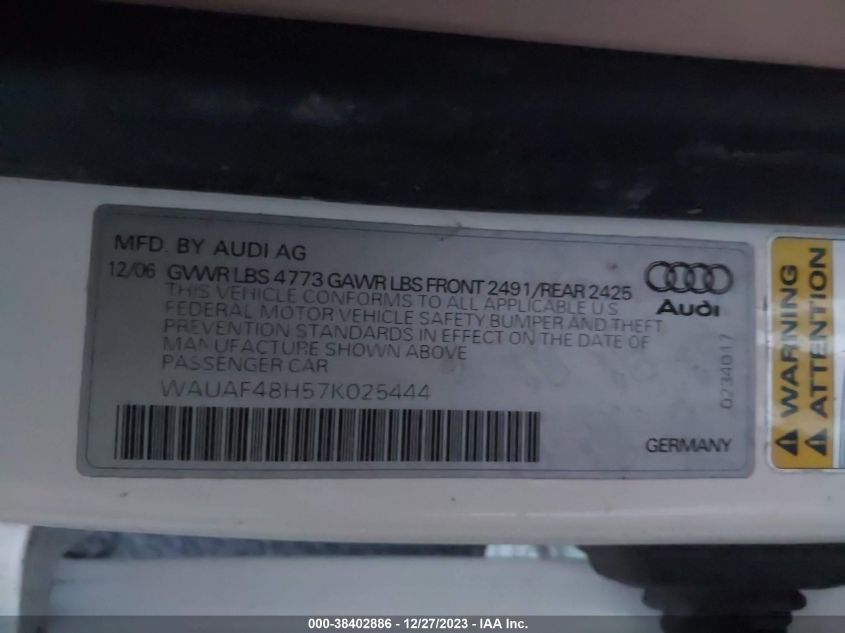 MFD. BY AUDI AG
12/06 GVWR LBS 4773 GAWR LBS FRONT 2491/REAR 2425
THIS VEHICLE CONFORMS TO ALL APPLICABLE U S
FEDERAL MOTOR VEHICLE SAFETY BUMPER AND THEFT
PREVENTION STANDARDS IN EFFECT ON THE DATE OF
MANUFACTURE SHOWN ABOVE
PASSENGER CAR
WAUAF48H57K025444
Audi
0234017
GERMANY
WARNING
ATTENTION
000-38402886 - 12/27/2023 - IAA Inc.